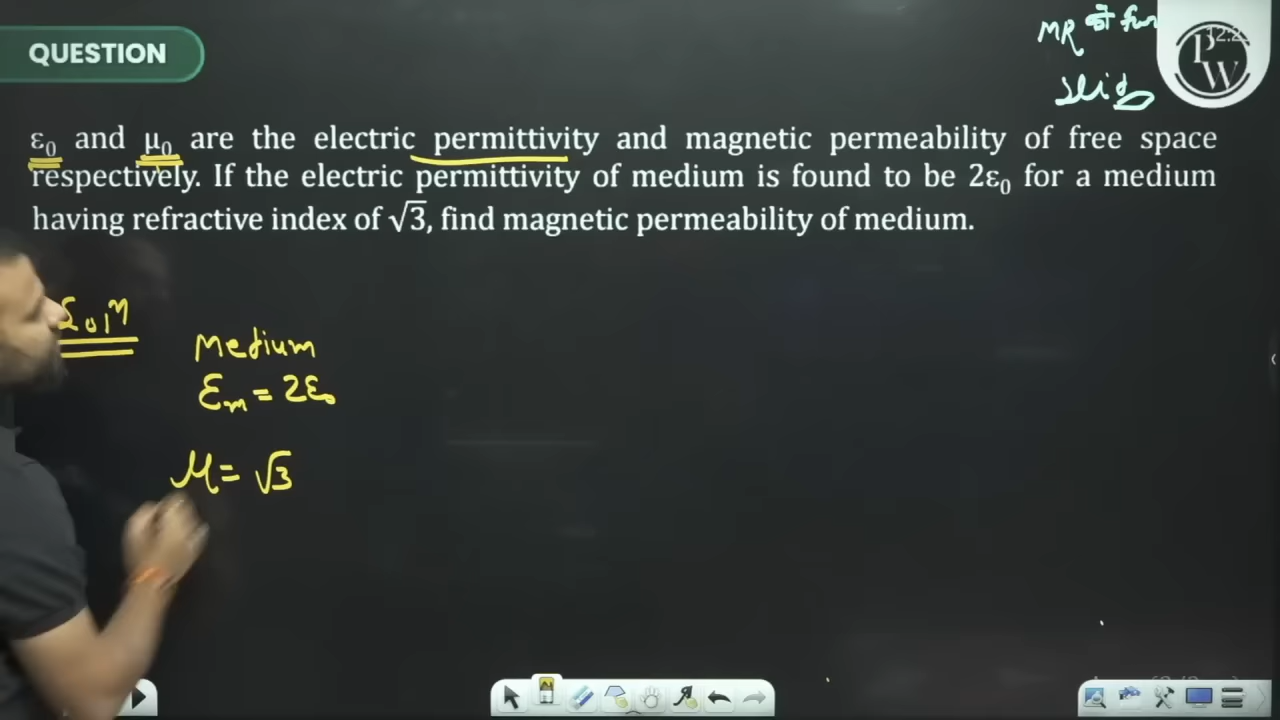 QUESTION
MR को
PW
ε₀ and μ₀ are the electric permittivity and magnetic permeability of free space
respectively. If the electric permittivity of medium is found to be 2ε₀ for a medium
having refractive index of √3, find magnetic permeability of medium.
Solⁿ
Medium
εₘ = 2ε₀
μ = √3